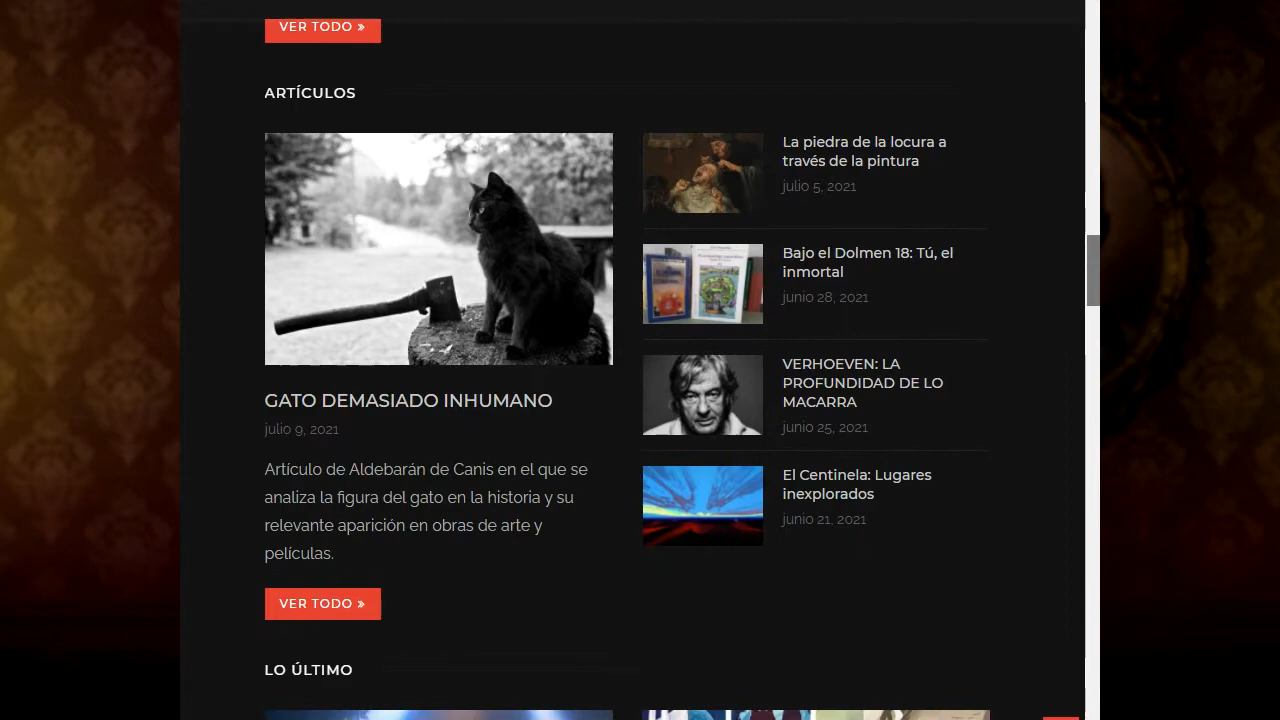 VER TODO »
ARTÍCULOS
GATO DEMASIADO INHUMANO
julio 9, 2021
Artículo de Aldebarán de Canis en el que se
analiza la figura del gato en la historia y su
relevante aparición en obras de arte y
películas.
VER TODO »
La piedra de la locura a
través de la pintura
julio 5, 2021
Bajo el Dolmen 18: Tú, el
inmortal
junio 28, 2021
VERHOEVEN: LA
PROFUNDIDAD DE LO
MACARRA
junio 25, 2021
El Centinela: Lugares
inexplorados
junio 21, 2021
LO ÚLTIMO